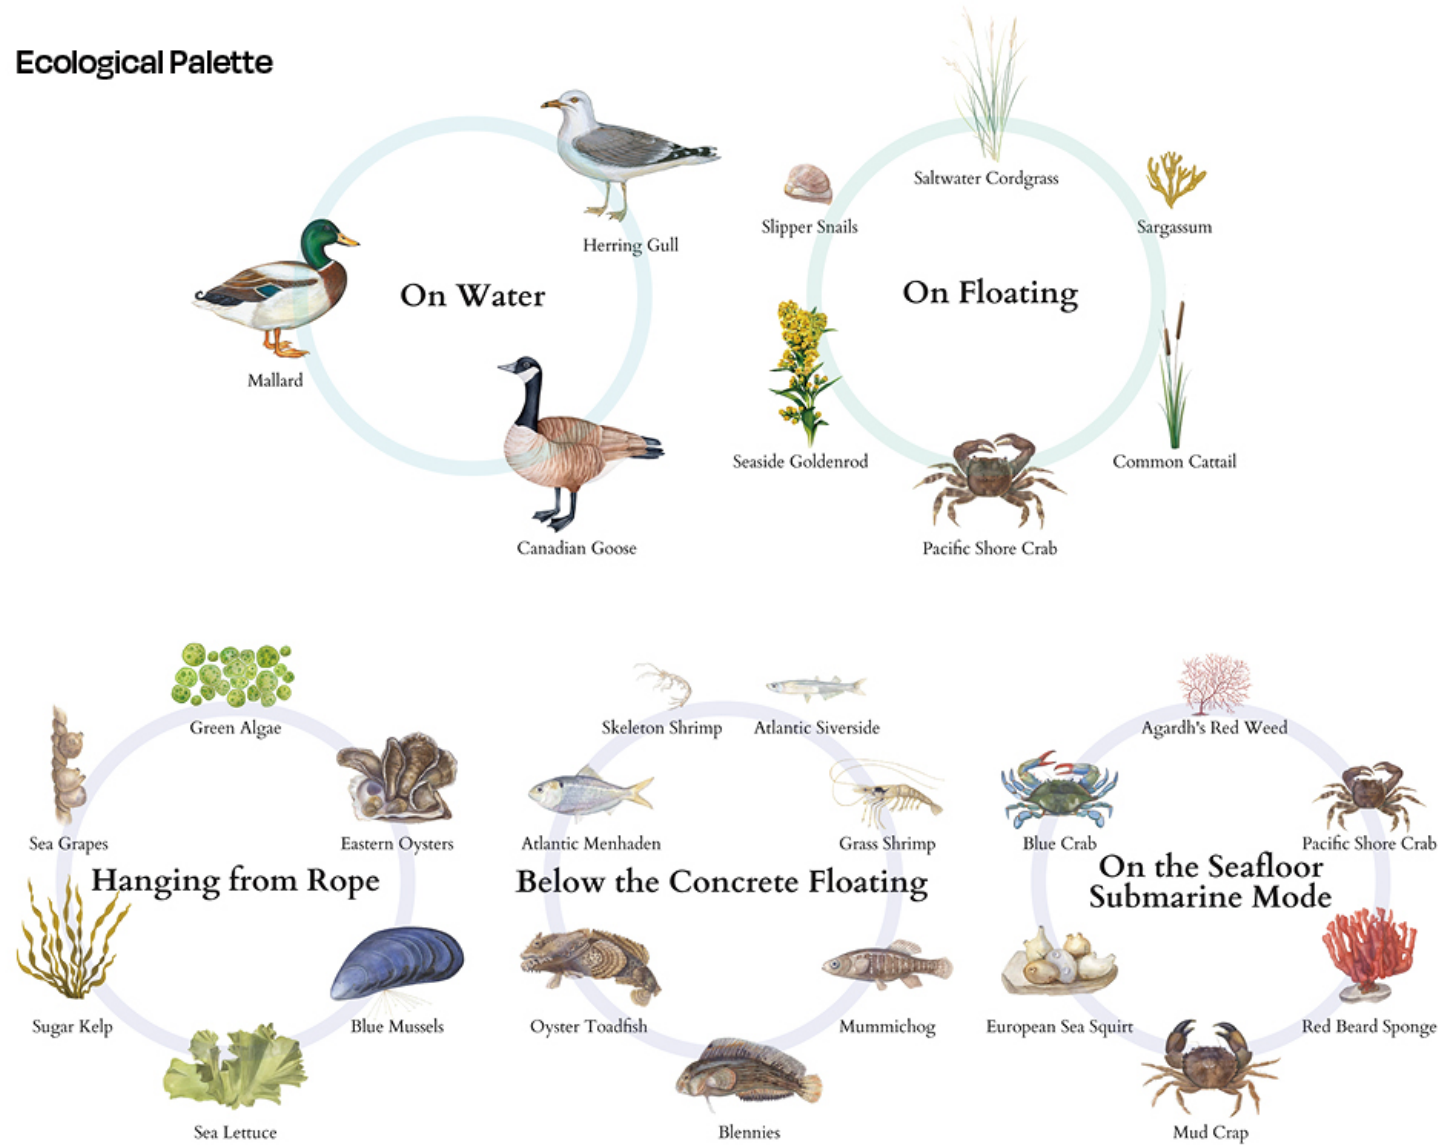 Ecological Palette
Herring Gull
On Water
Mallard
Canadian Goose
Saltwater Cordgrass
Slipper Snails
Sargassum
On Floating
Seaside Goldenrod
Common Cattail
Pacific Shore Crab
Green Algae
Sea Grapes
Eastern Oysters
Hanging from Rope
Sugar Kelp
Blue Mussels
Sea Lettuce
Skeleton Shrimp
Atlantic Siverside
Atlantic Menhaden
Grass Shrimp
Below the Concrete Floating
Oyster Toadfish
Mummichog
Blennies
Agardh's Red Weed
Blue Crab
Pacific Shore Crab
On the Seafloor
Submarine Mode
European Sea Squirt
Red Beard Sponge
Mud Crap